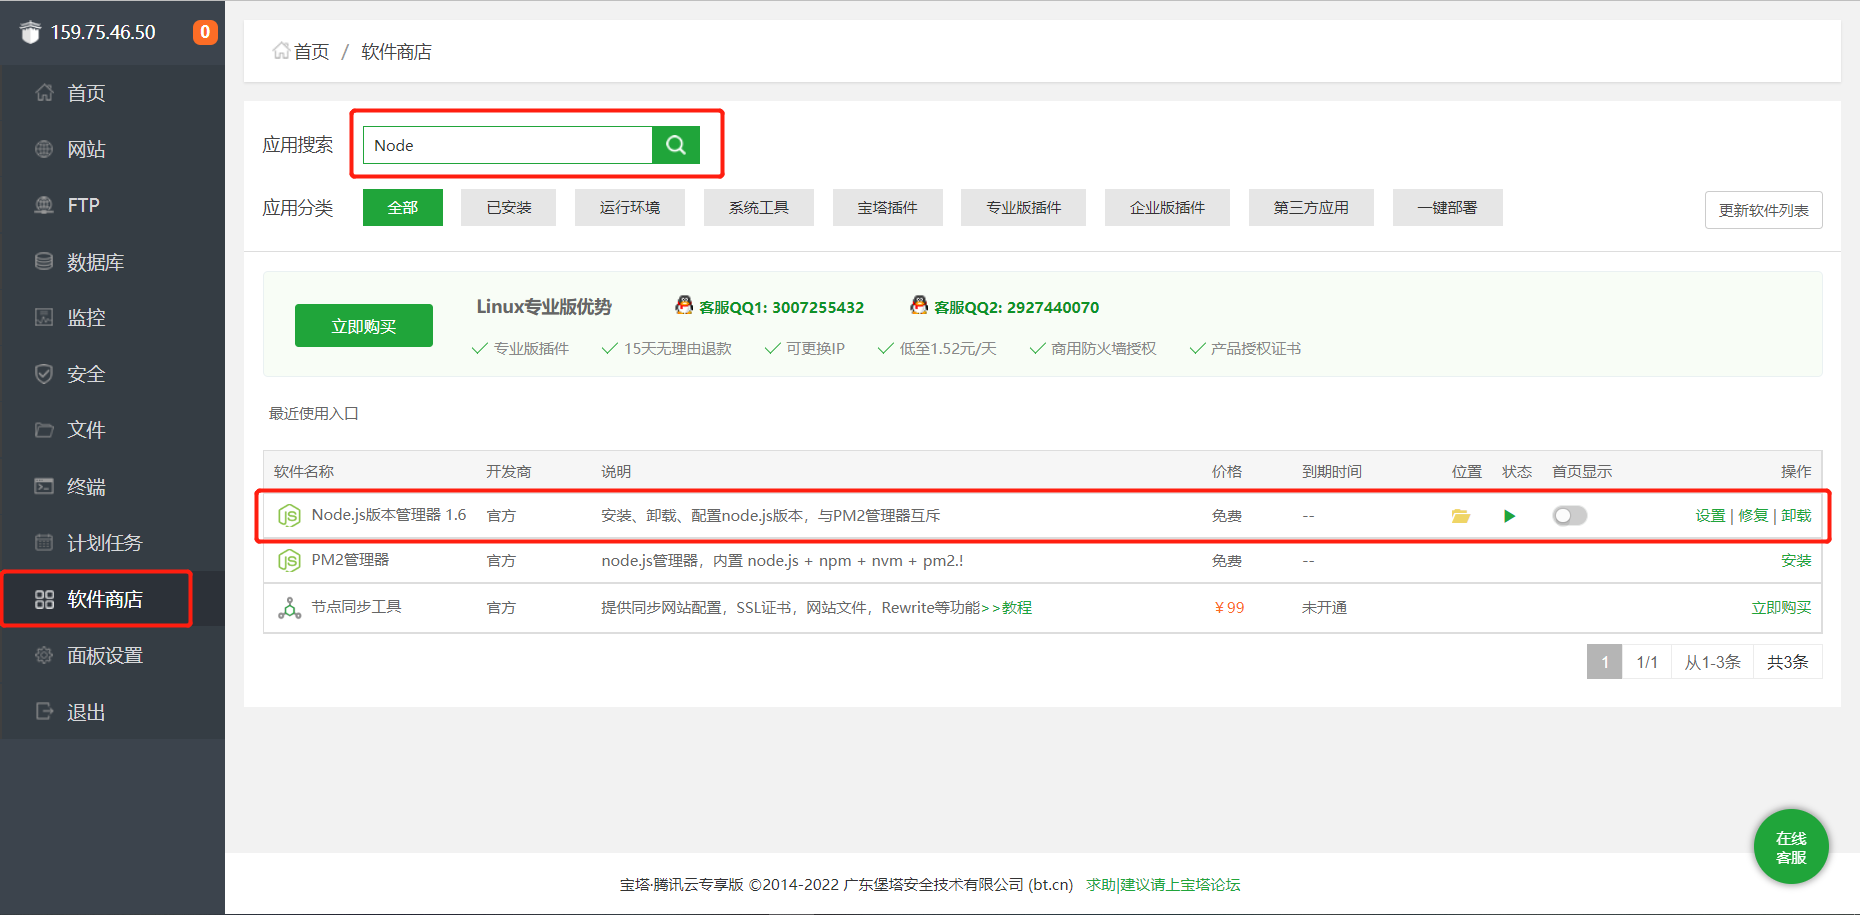 159.75.46.50 0
首页
网站
FTP
数据库
监控
安全
文件
终端
计划任务
软件商店
面板设置
退出
首页 / 软件商店
应用搜索 Node
应用分类 全部 已安装 运行环境 系统工具 宝塔插件 专业版插件 企业版插件 第三方应用 一键部署 更新软件列表
立即购买
Linux专业版优势 客服QQ1: 3007255432 客服QQ2: 2927440070
专业版插件 15天无理由退款 可更换IP 低至1.52元/天 商用防火墙授权 产品授权证书
最近使用入口
软件名称 开发商 说明 价格 到期时间 位置 状态 首页显示 操作
JS Node.js版本管理器 1.6 官方 安装、卸载、配置node.js版本，与PM2管理器互斥 免费 -- 设置 | 修复 | 卸载
JS PM2管理器 官方 node.js管理器，内置 node.js + npm + nvm + pm2.! 免费 -- 安装
节点同步工具 官方 提供同步网站配置，SSL证书，网站文件，Rewrite等功能>>教程 ￥99 未开通 立即购买
1 1/1 从1-3条 共3条
在线
客服
宝塔·腾讯云专享版 ©2014-2022 广东堡塔安全技术有限公司 (bt.cn) 求助|建议请上宝塔论坛